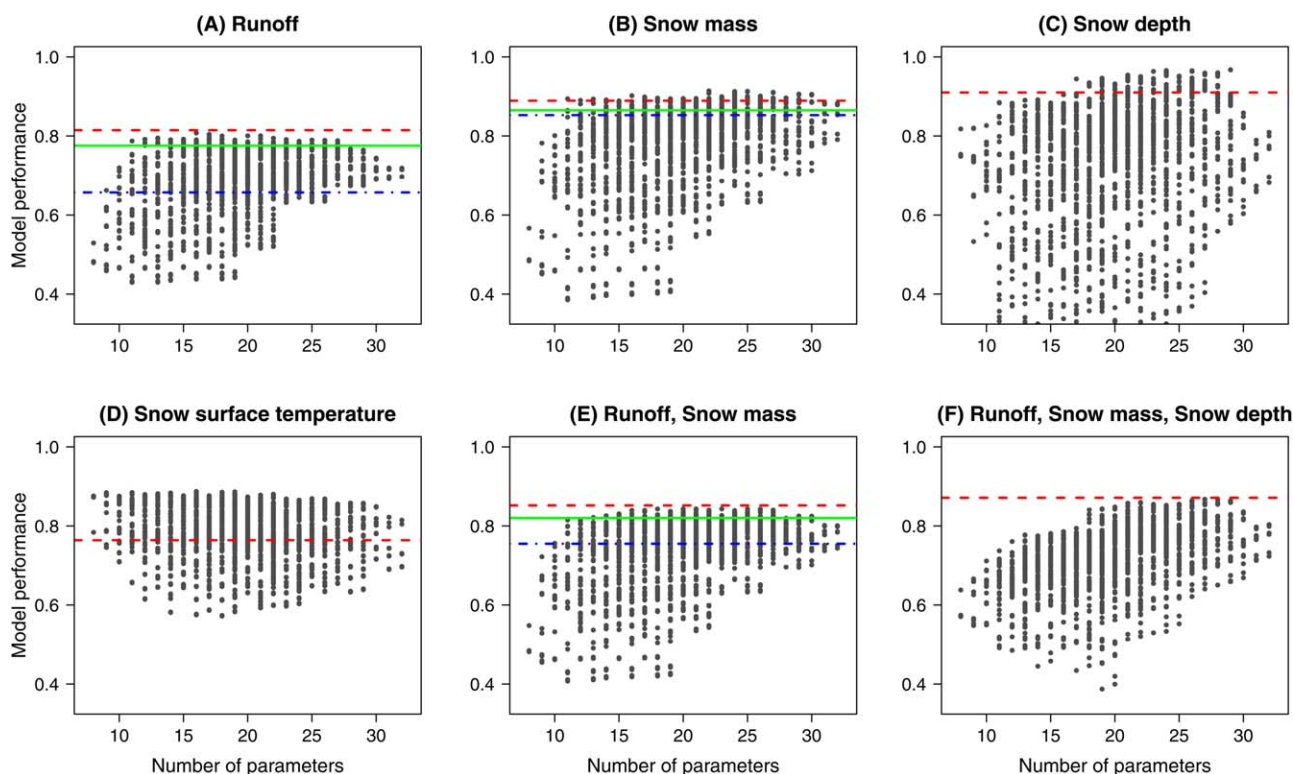 (A) Runoff
(B) Snow mass
(C) Snow depth
Model performance
1.0
0.8
0.6
0.4
10 15 20 25 30
1.0
0.8
0.6
0.4
10 15 20 25 30
1.0
0.8
0.6
0.4
10 15 20 25 30
(D) Snow surface temperature
(E) Runoff, Snow mass
(F) Runoff, Snow mass, Snow depth
Model performance
1.0
0.8
0.6
0.4
10 15 20 25 30
Number of parameters
1.0
0.8
0.6
0.4
10 15 20 25 30
Number of parameters
1.0
0.8
0.6
0.4
10 15 20 25 30
Number of parameters